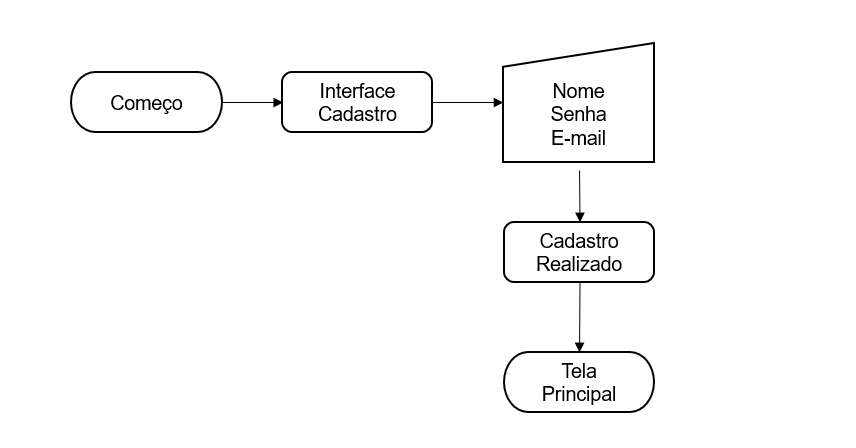 Começo
Interface
Cadastro
Nome
Senha
E-mail
Cadastro
Realizado
Tela
Principal